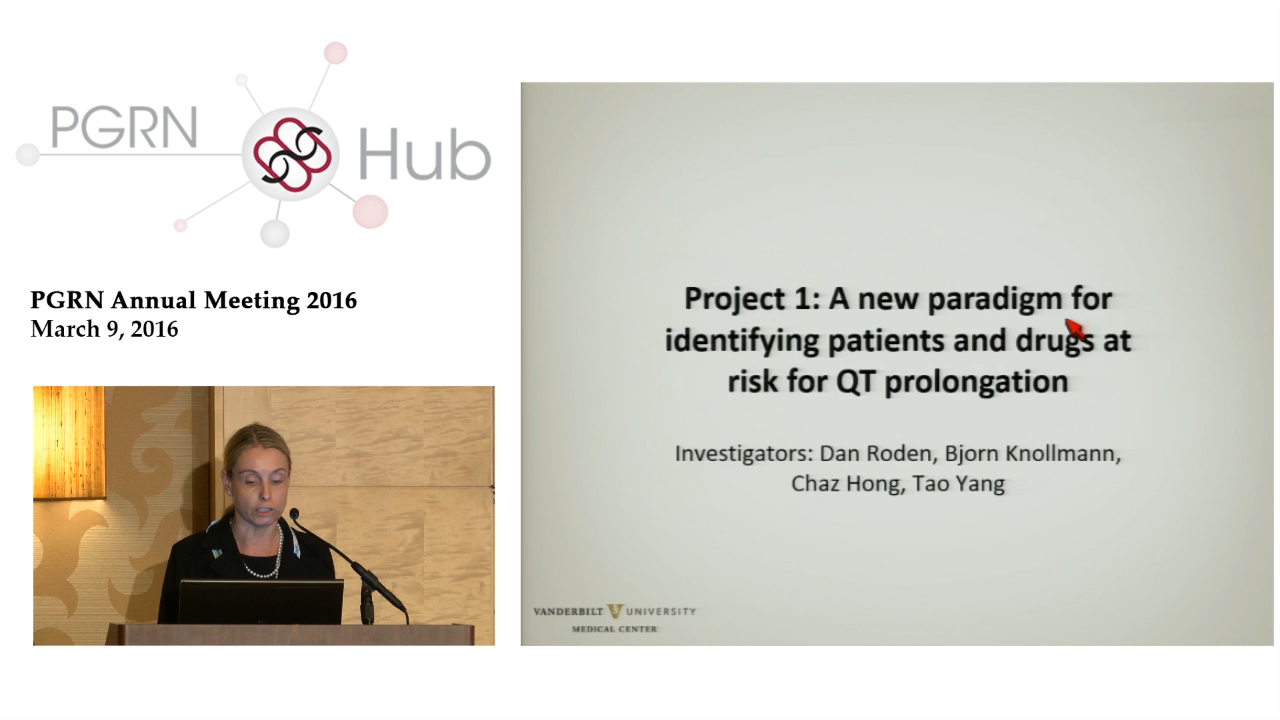 PGRN
Hub
PGRN Annual Meeting 2016
March 9, 2016
Project 1: A new paradigm for
identifying patients and drugs at
risk for QT prolongation
Investigators: Dan Roden, Bjorn Knollmann,
Chaz Hong, Tao Yang
VANDERBILT V UNIVERSITY
MEDICAL CENTER